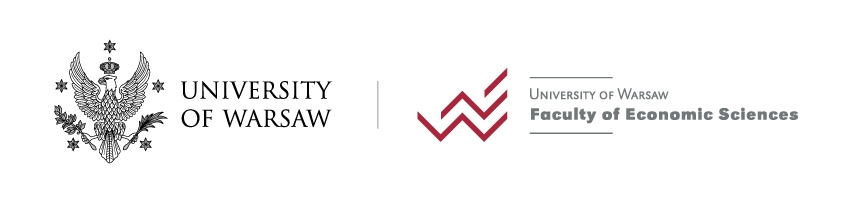 UNIVERSITY
OF WARSAW
UNIVERSITY OF WARSAW
Faculty of Economic Sciences